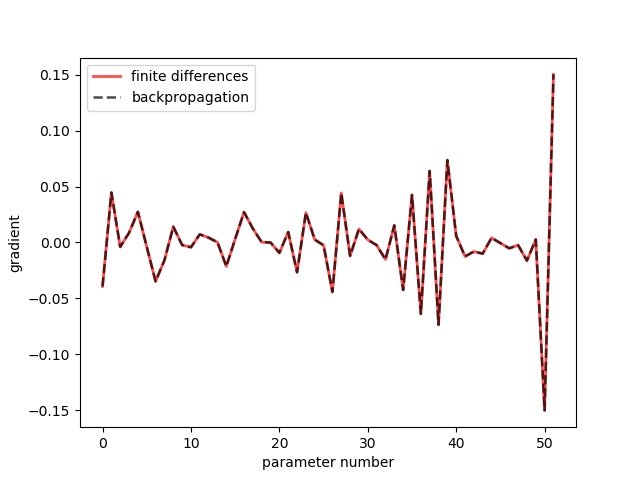 finite differences
backpropagation
0.15
0.10
0.05
0.00
−0.05
−0.10
−0.15
gradient
0 10 20 30 40 50
parameter number